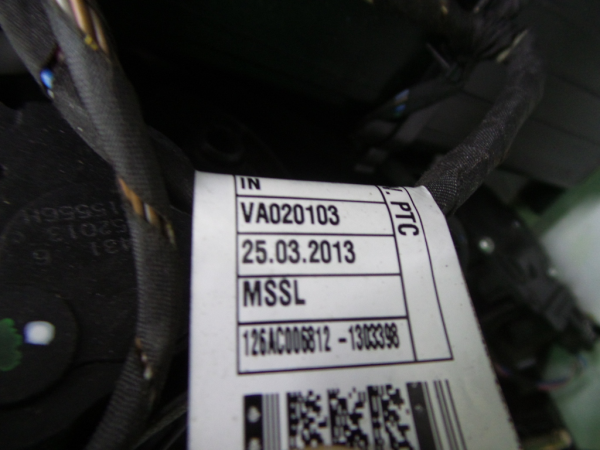 IN
VA020103
25.03.2013
MSSL
126AC006812 -1303398
PTC